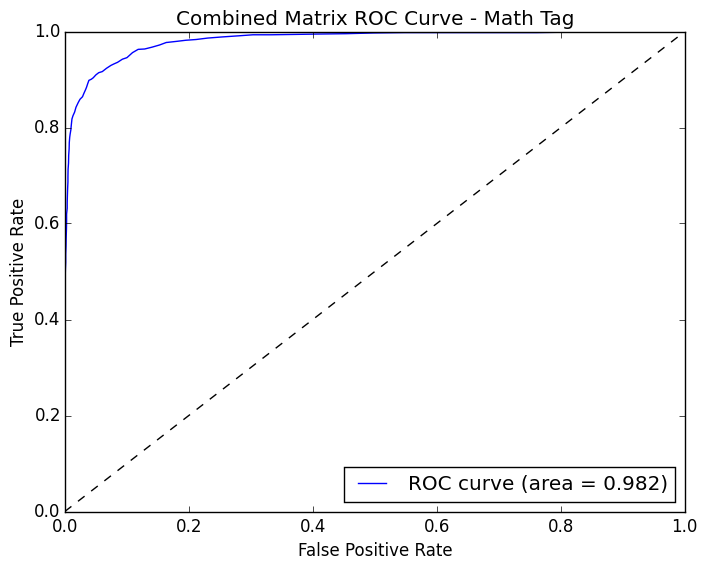 Combined Matrix ROC Curve - Math Tag
1.0
0.8
0.6
0.4
0.2
0.0
True Positive Rate
ROC curve (area = 0.982)
0.0 0.2 0.4 0.6 0.8 1.0
False Positive Rate